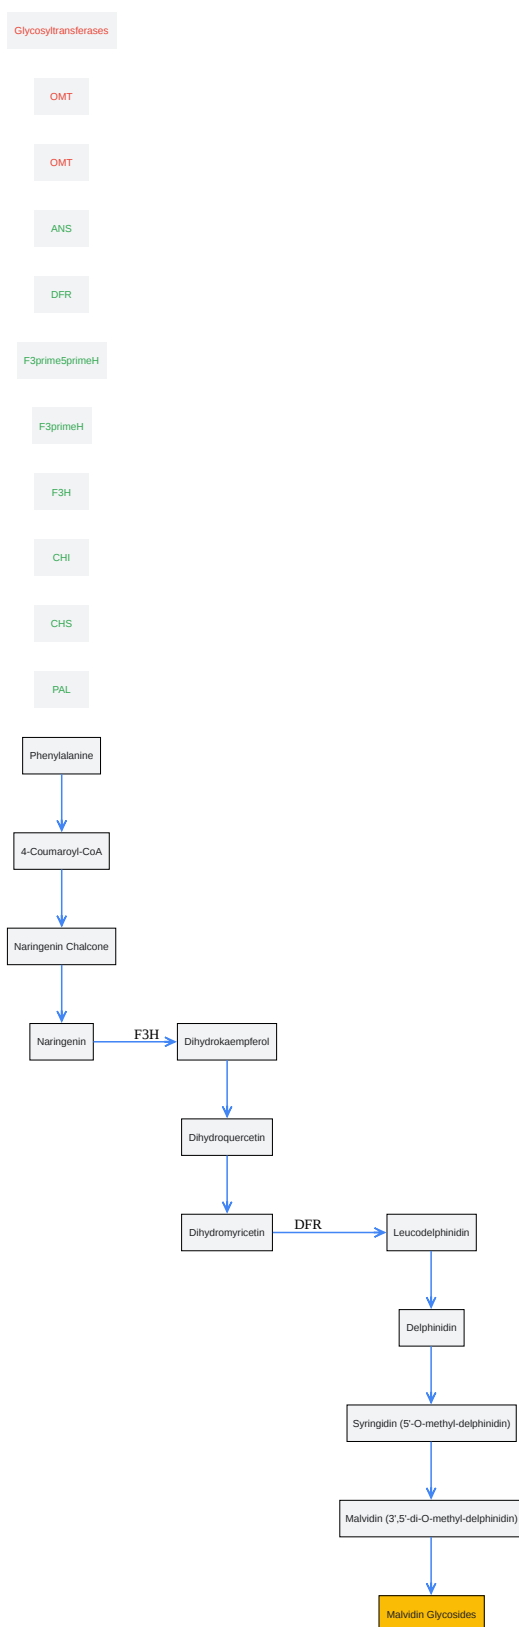 Glycosyltransferases
OMT
OMT
ANS
DFR
F3prime5primeH
F3primeH
F3H
CHI
CHS
PAL
Phenylalanine
4-Coumaroyl-CoA
Naringenin Chalcone
Naringenin
F3H
Dihydrokaempferol
Dihydroquercetin
Dihydromyricetin
DFR
Leucodelphinidin
Delphinidin
Syringidin (5'-O-methyl-delphinidin)
Malvidin (3',5'-di-O-methyl-delphinidin)
Malvidin Glycosides